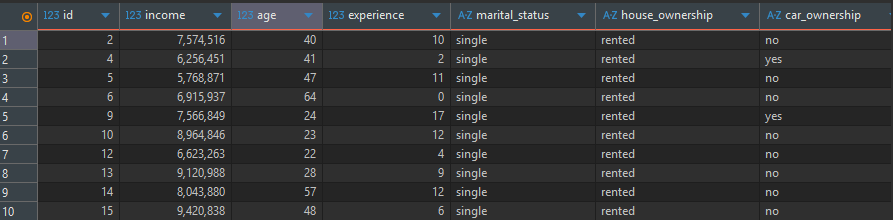 123 id 123 income 123 age 123 experience A-Z marital_status A-Z house_ownership A-Z car_ownership
1 2 7,574,516 40 10 single rented no
2 4 6,256,451 41 2 single rented yes
3 5 5,768,871 47 11 single rented no
4 6 6,915,937 64 0 single rented no
5 9 7,566,849 24 17 single rented yes
6 10 8,964,846 23 12 single rented no
7 12 6,623,263 22 4 single rented no
8 13 9,120,988 28 9 single rented no
9 14 8,043,880 57 12 single rented no
10 15 9,420,838 48 6 single rented no